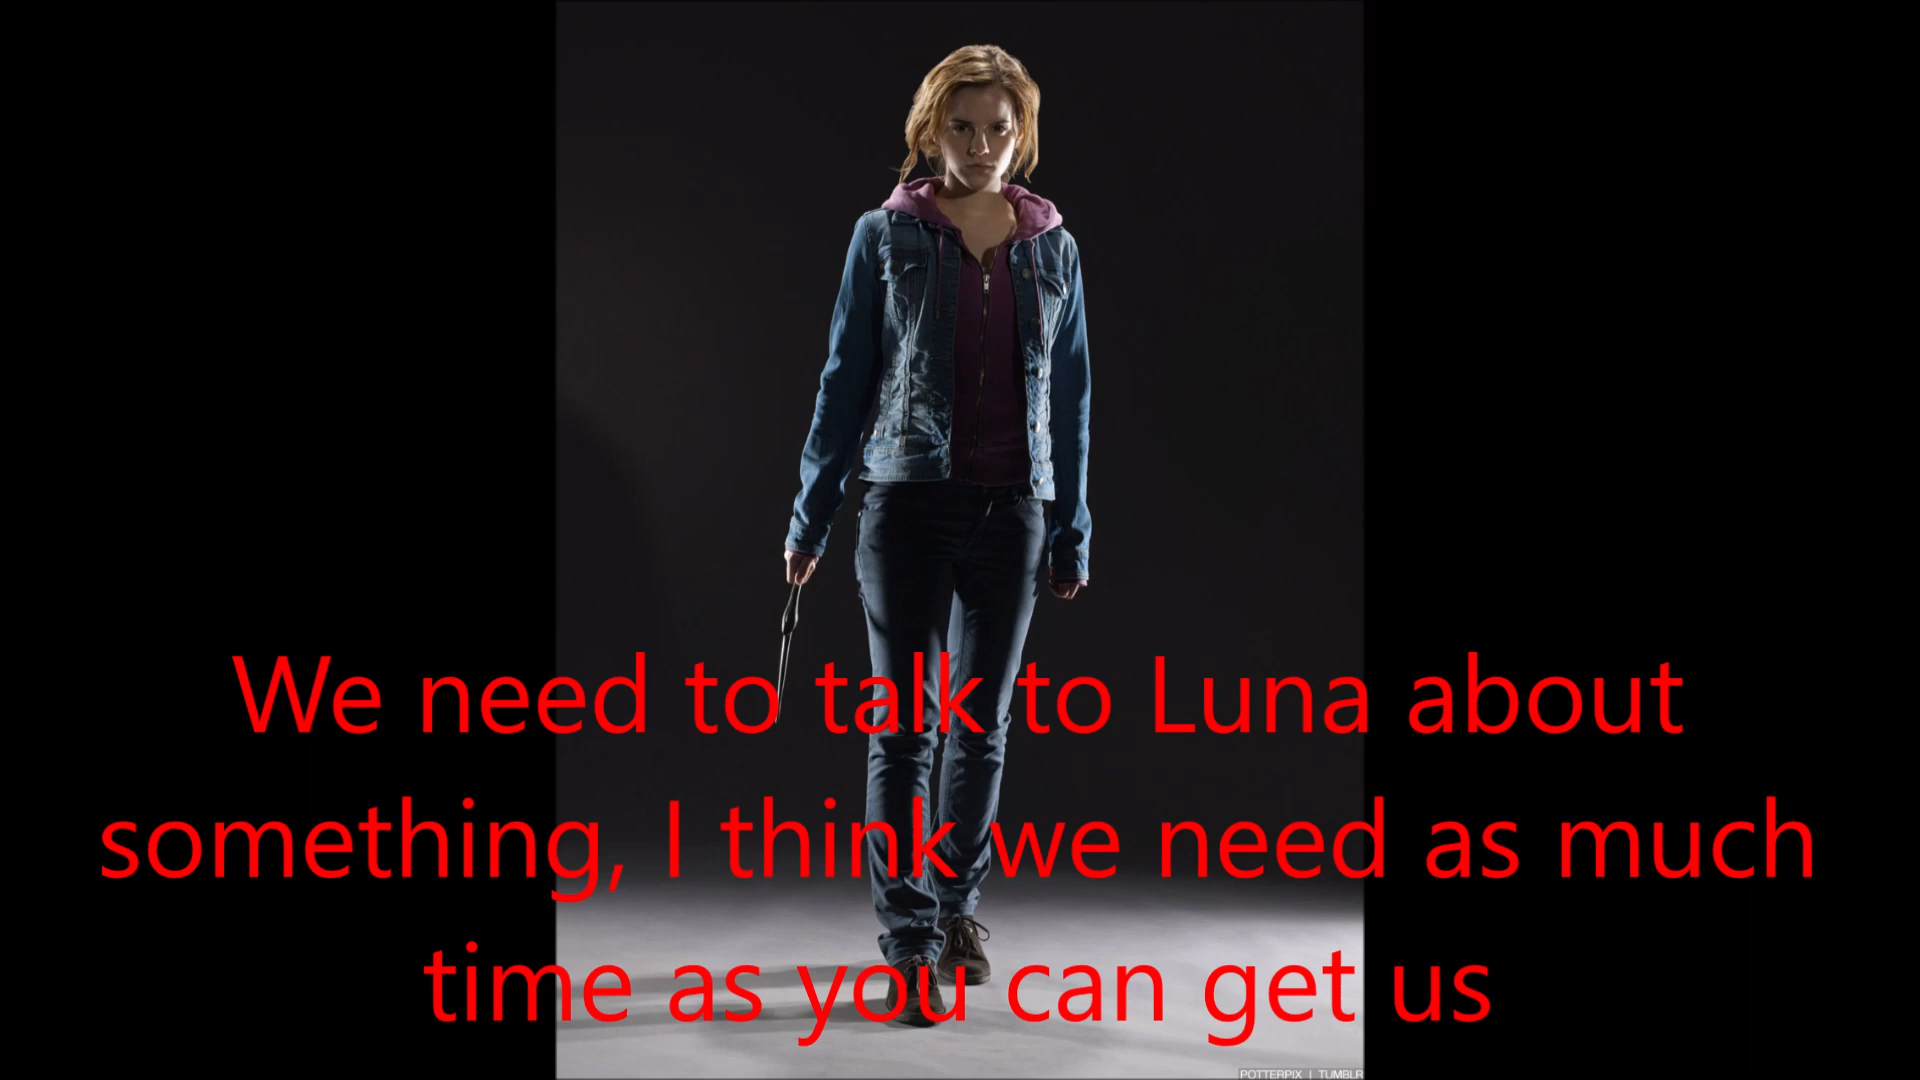 We need to talk to Luna about
something, I think we need as much
time as you can get us
POTTERPIX | TUMBLR